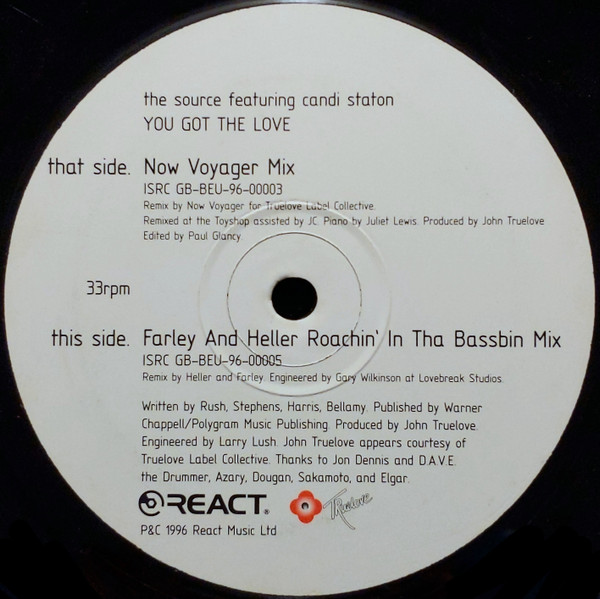 the source featuring candi staton
YOU GOT THE LOVE
that side. Now Voyager Mix
ISRC GB-BEU-96-00003
Remix by Now Voyager for Truelove Label Collective.
Remixed at the Toyshop assisted by JC. Piano by Juliet Lewis. Produced by John Truelove
Edited by Paul Glancy.
33rpm
this side. Farley And Heller Roachin' In Tha Bassbin Mix
ISRC GB-BEU-96-00005
Remix by Heller and Farley. Engineered by Gary Wilkinson at Lovebreak Studios.
Written by Rush, Stephens, Harris, Bellamy. Published by Warner
Chappell/Polygram Music Publishing. Produced by John Truelove.
Engineered by Larry Lush. John Truelove appears courtesy of
Truelove Label Collective. Thanks to Jon Dennis and D.A.V.E.
the Drummer, Azary, Dougan, Sakamoto, and Elgar.
REACT® Truelove
P&C 1996 React Music Ltd